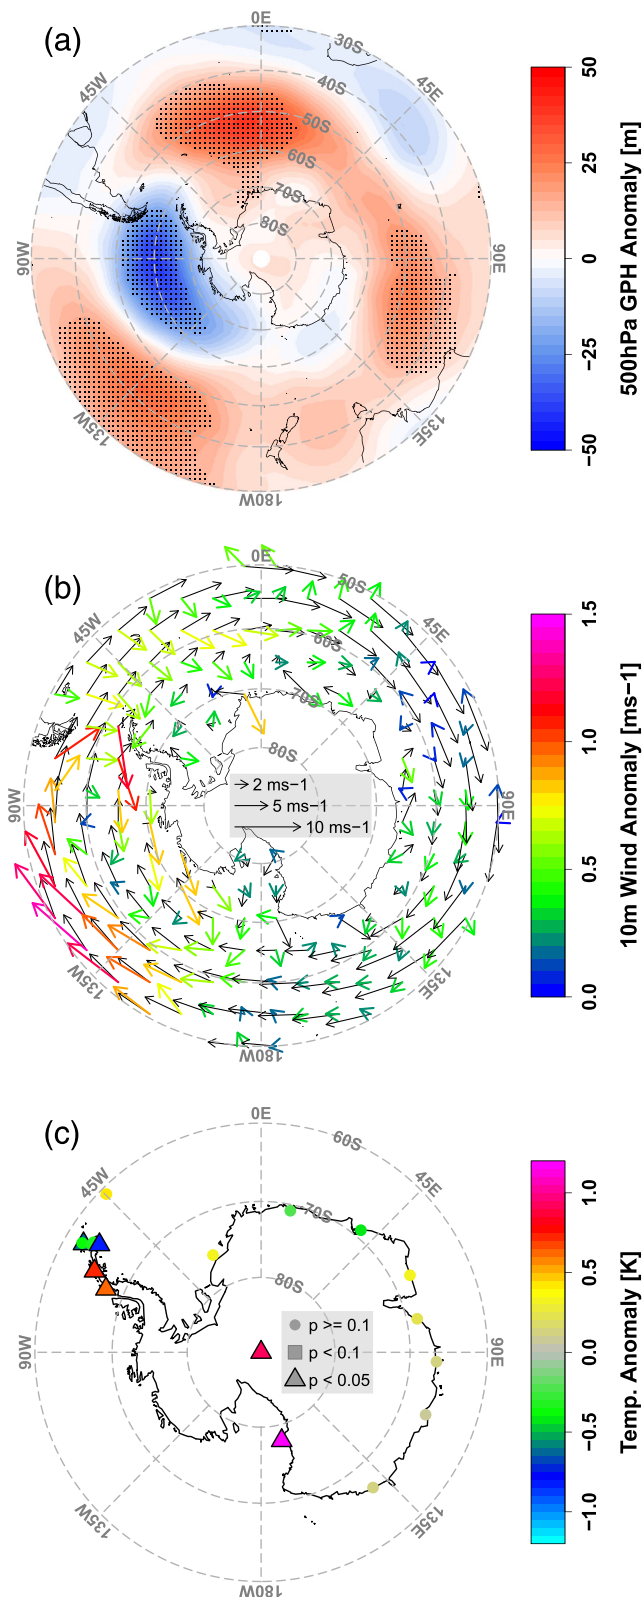 (a)
0E
30S
40S
45W
45E
50S
60S
70S
80S
90W
90E
135W
135E
180W
50
25
0
−25
−50
500hPa GPH Anomaly [m]
(b)
0E
50S
45W
45E
60S
70S
80S
2 ms−1
5 ms−1
10 ms−1
90W
90E
135W
135E
180W
1.5
1.0
0.5
0.0
10m Wind Anomaly [ms−1]
(c)
0E
60S
45W
45E
70S
80S
p >= 0.1
p < 0.1
p < 0.05
90W
90E
135W
135E
180W
1.0
0.5
0.0
−0.5
−1.0
Temp. Anomaly [K]